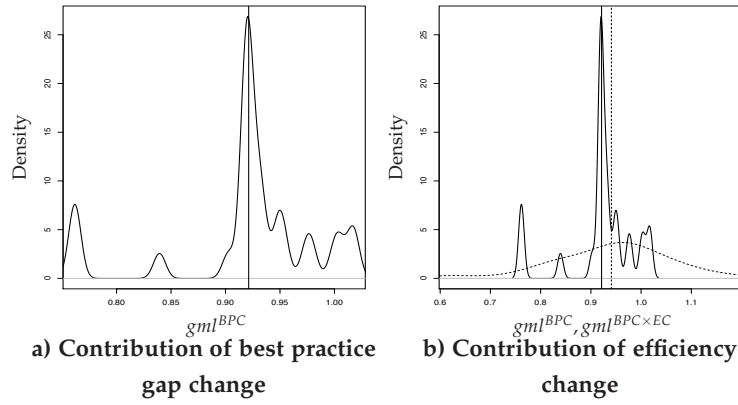 Density
25
20
15
10
5
0
0.80 0.85 0.90 0.95 1.00
gml^BPC
a) Contribution of best practice
gap change
Density
25
20
15
10
5
0
0.6 0.7 0.8 0.9 1.0 1.1
gml^BPC, gml^BPC×EC
b) Contribution of efficiency
change